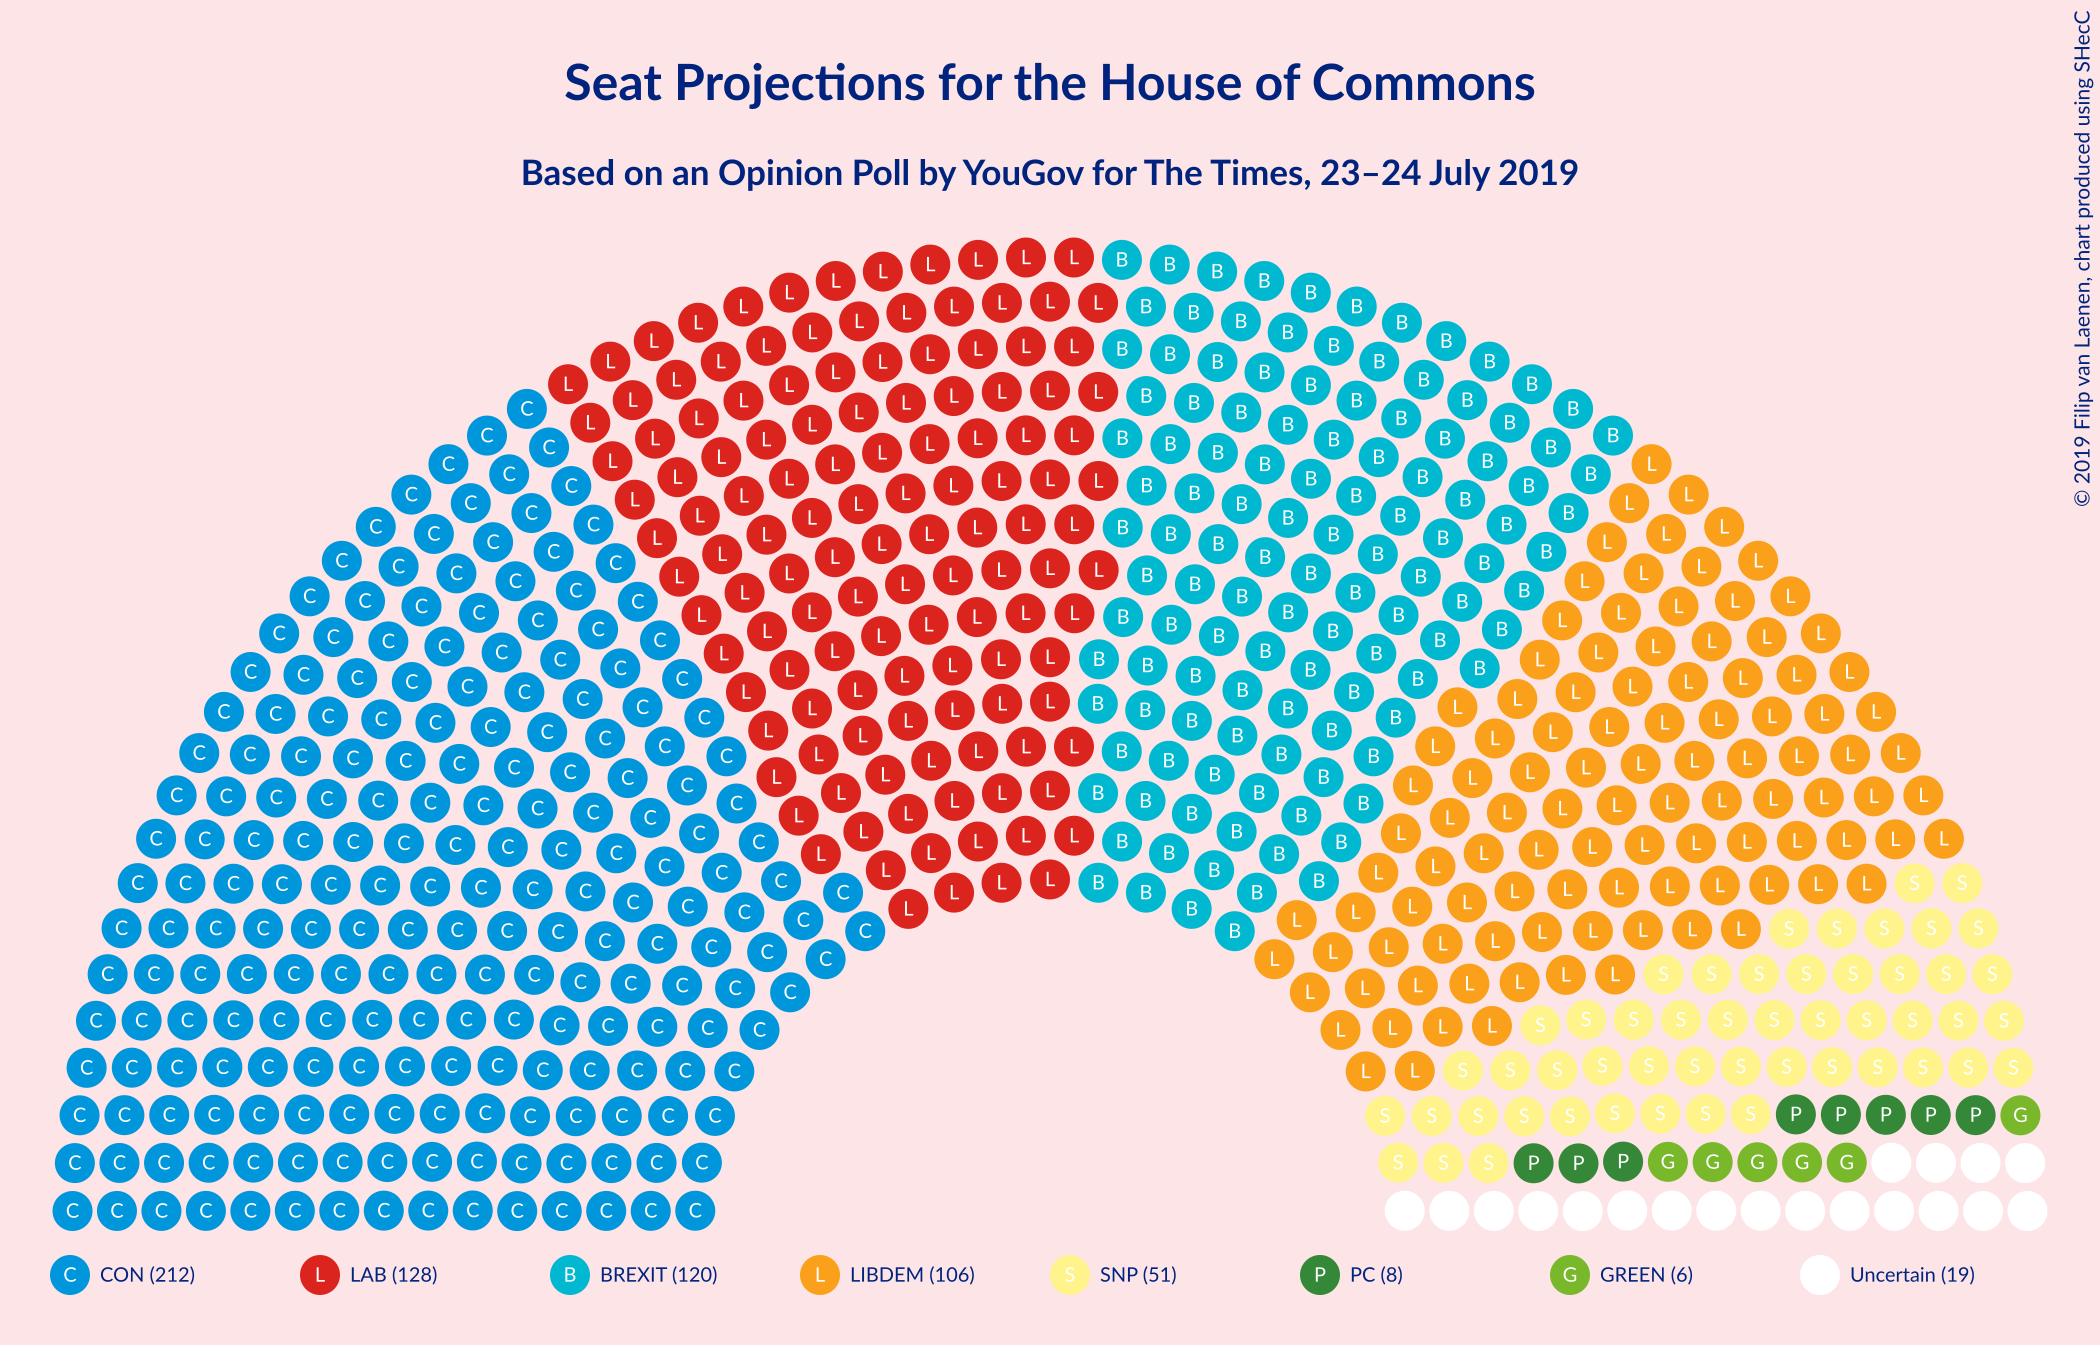 Seat Projections for the House of Commons
Based on an Opinion Poll by YouGov for The Times, 23–24 July 2019
© 2019 Filip van Laenen, chart produced using SHecC
C CON (212)
L LAB (128)
B BREXIT (120)
L LIBDEM (106)
S SNP (51)
P PC (8)
G GREEN (6)
Uncertain (19)